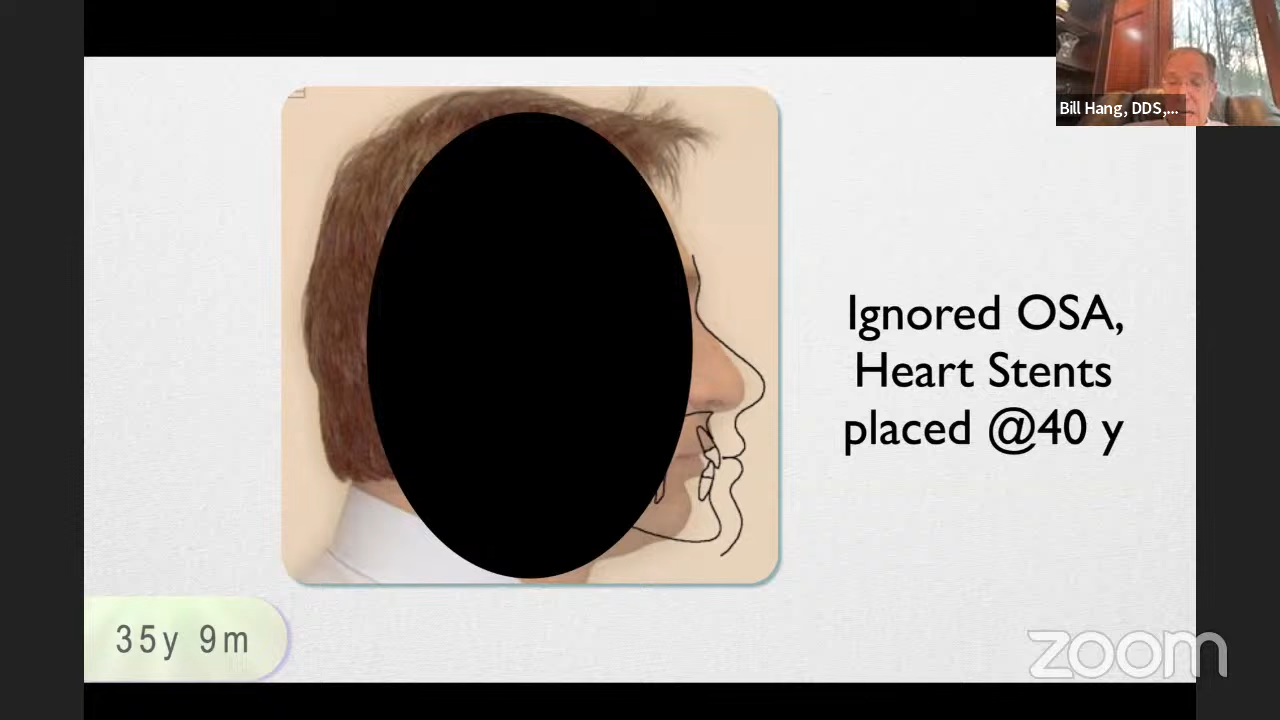 Bill Hang, DDS,...
Ignored OSA,
Heart Stents
placed @40 y
35y 9m
zoom